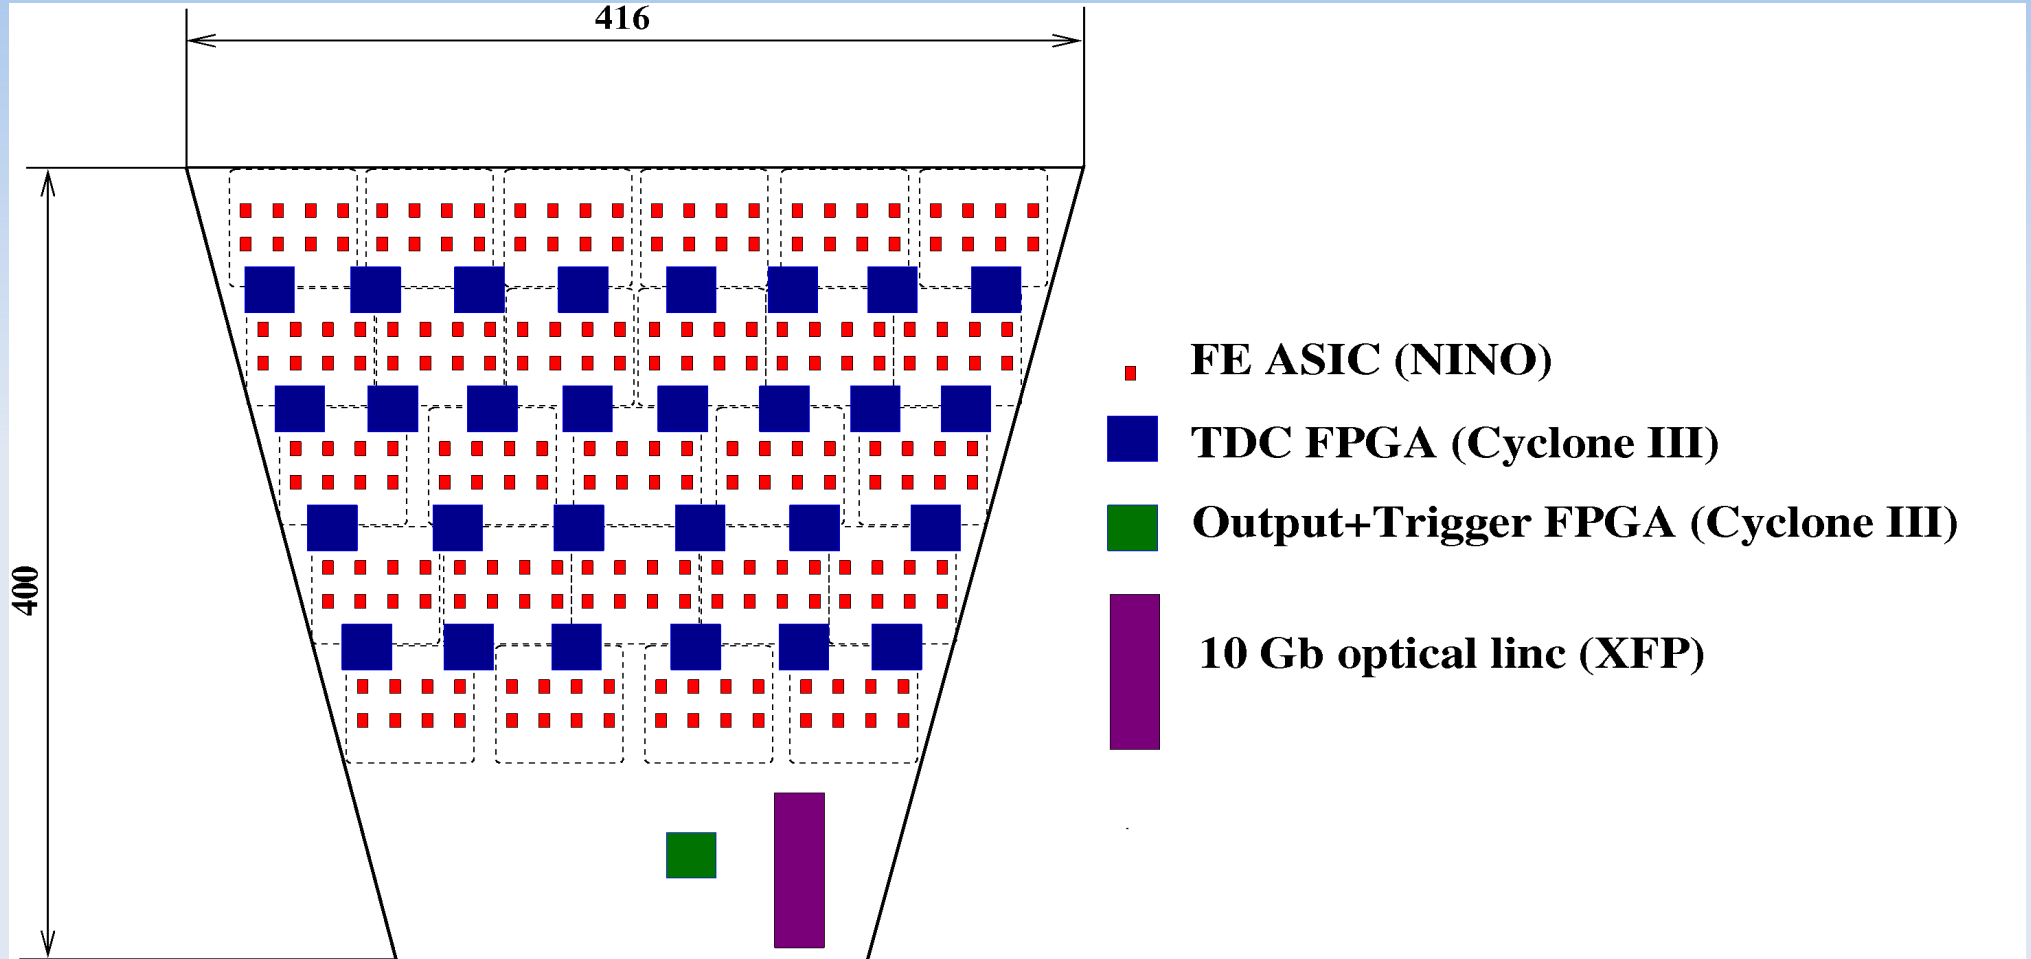 416
400
FE ASIC (NINO)
TDC FPGA (Cyclone III)
Output+Trigger FPGA (Cyclone III)
10 Gb optical linc (XFP)